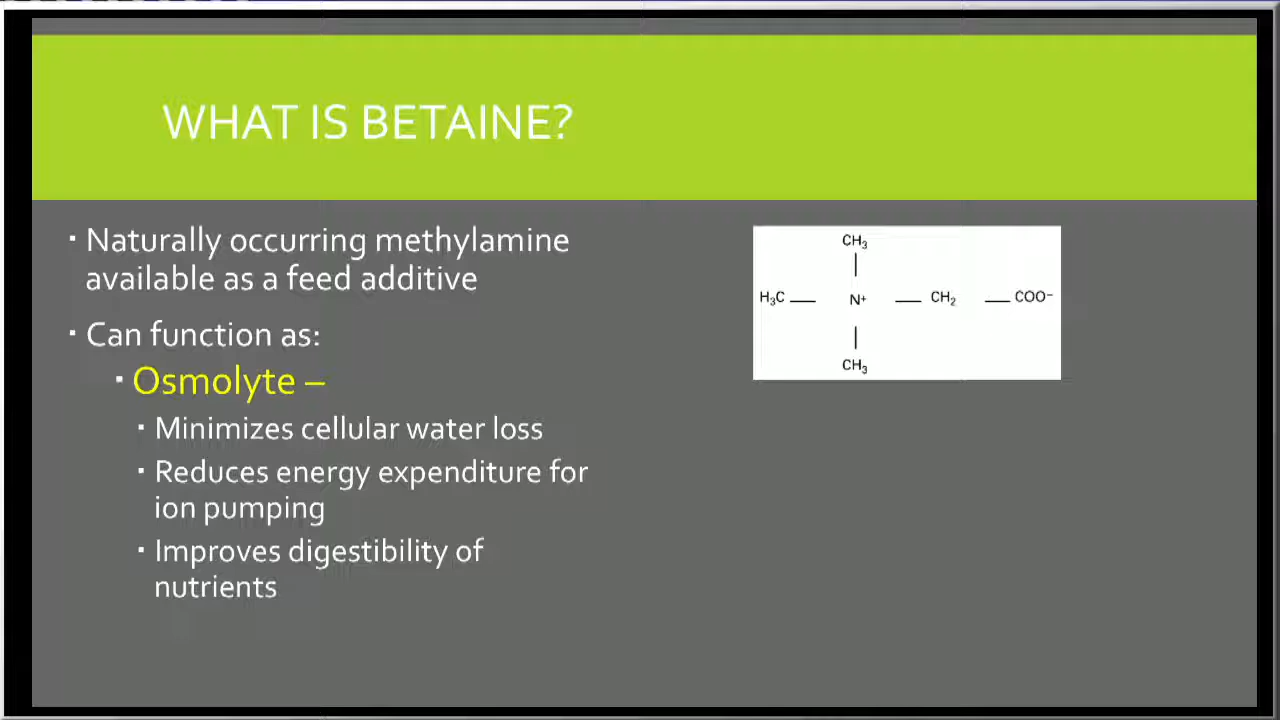 WHAT IS BETAINE?
▪ Naturally occurring methylamine
available as a feed additive
▪ Can function as:
▪ Osmolyte –
▪ Minimizes cellular water loss
▪ Reduces energy expenditure for
ion pumping
▪ Improves digestibility of
nutrients
CH₃
|
H₃C — N⁺ — CH₂ — COO⁻
|
CH₃